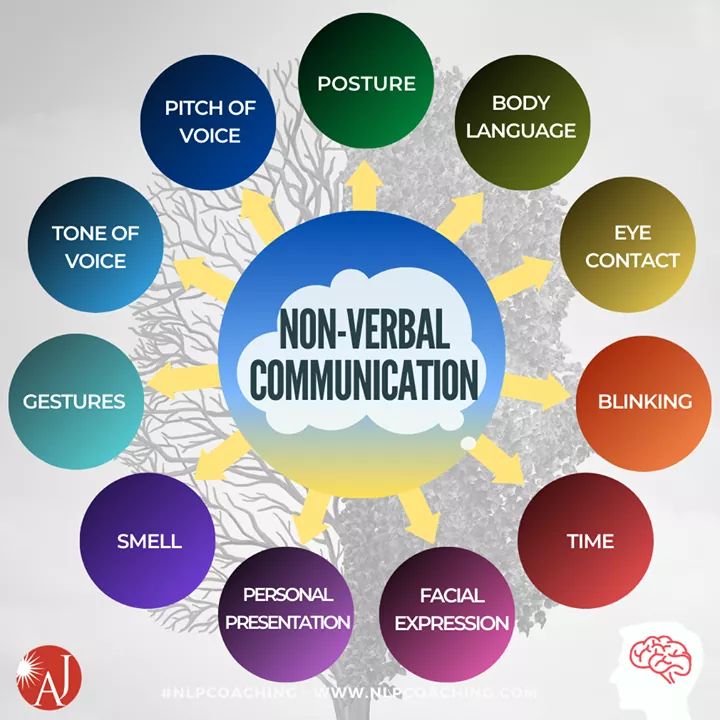 POSTURE
BODY
LANGUAGE
EYE
CONTACT
BLINKING
TIME
FACIAL
EXPRESSION
PERSONAL
PRESENTATION
SMELL
GESTURES
TONE OF
VOICE
PITCH OF
VOICE
NON-VERBAL
COMMUNICATION
AJ
#NLPCOACHING - WWW.NLPCOACHING.COM